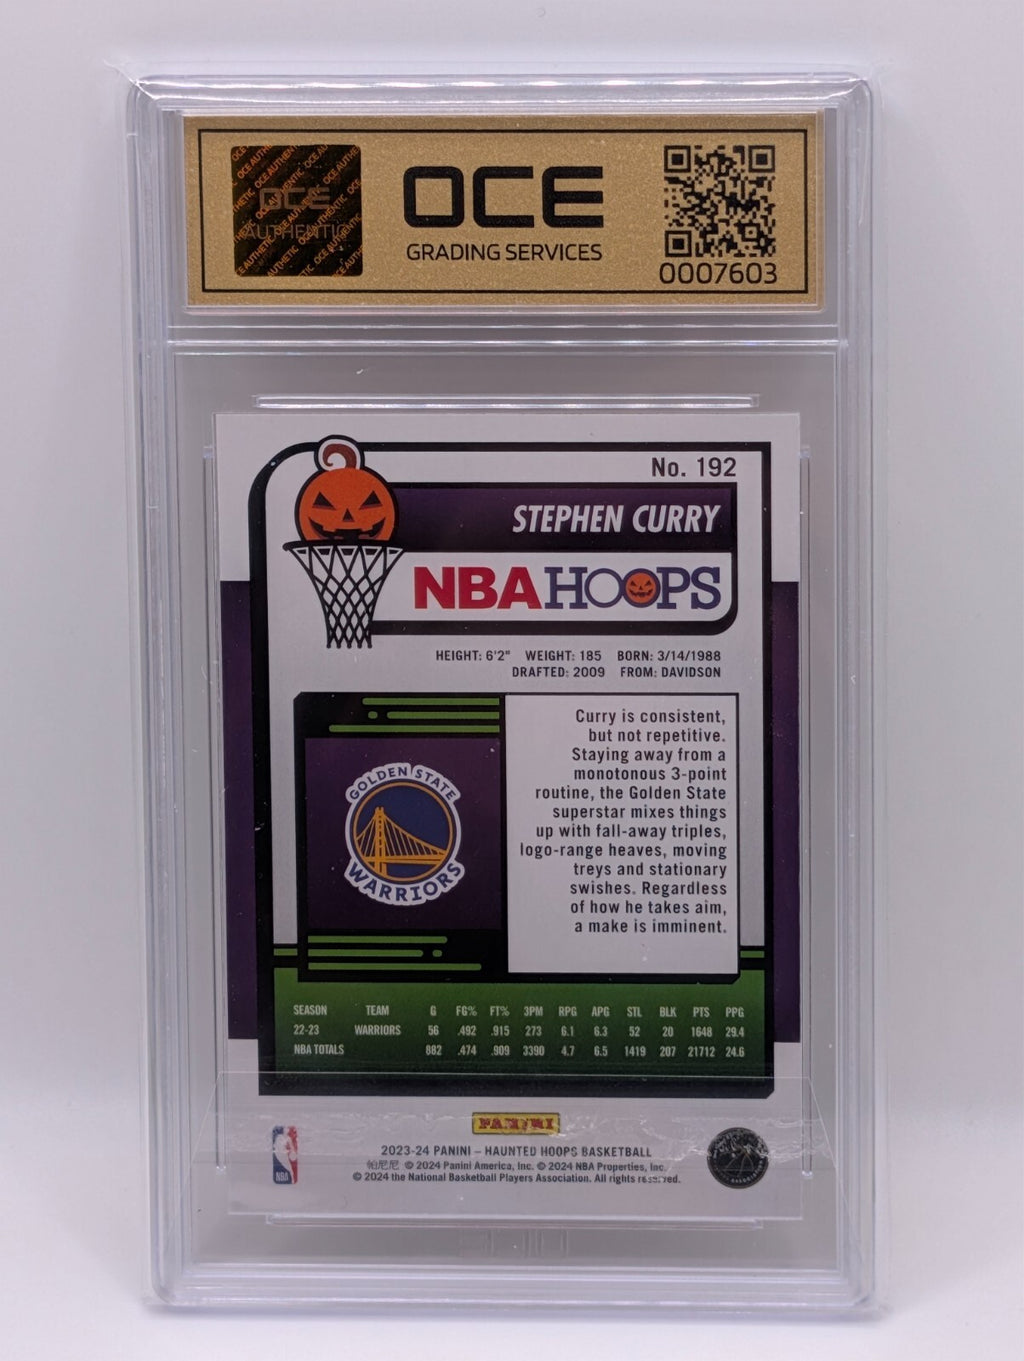 OCE
AUTHENTIC
OCE
GRADING SERVICES
0007603
No. 192
STEPHEN CURRY
NBA HOOPS
HEIGHT: 6'2" WEIGHT: 185 BORN: 3/14/1988
DRAFTED: 2009 FROM: DAVIDSON
GOLDEN STATE
WARRIORS
Curry is consistent,
but not repetitive.
Staying away from a
monotonous 3-point
routine, the Golden State
superstar mixes things
up with fall-away triples,
logo-range heaves, moving
treys and stationary
swishes. Regardless
of how he takes aim,
a make is imminent.
SEASON TEAM G FG% FT% 3PM RPG APG STL BLK PTS PPG
22-23 WARRIORS 56 .492 .915 273 6.1 6.3 52 20 1648 29.4
NBA TOTALS 882 .474 .909 3390 4.7 6.5 1419 207 21712 24.6
PANINI
2023-24 PANINI – HAUNTED HOOPS BASKETBALL
帕尼尼 © 2024 Panini America, Inc. © 2024 NBA Properties, Inc.
© 2024 the National Basketball Players Association. All rights reserved.
NBA